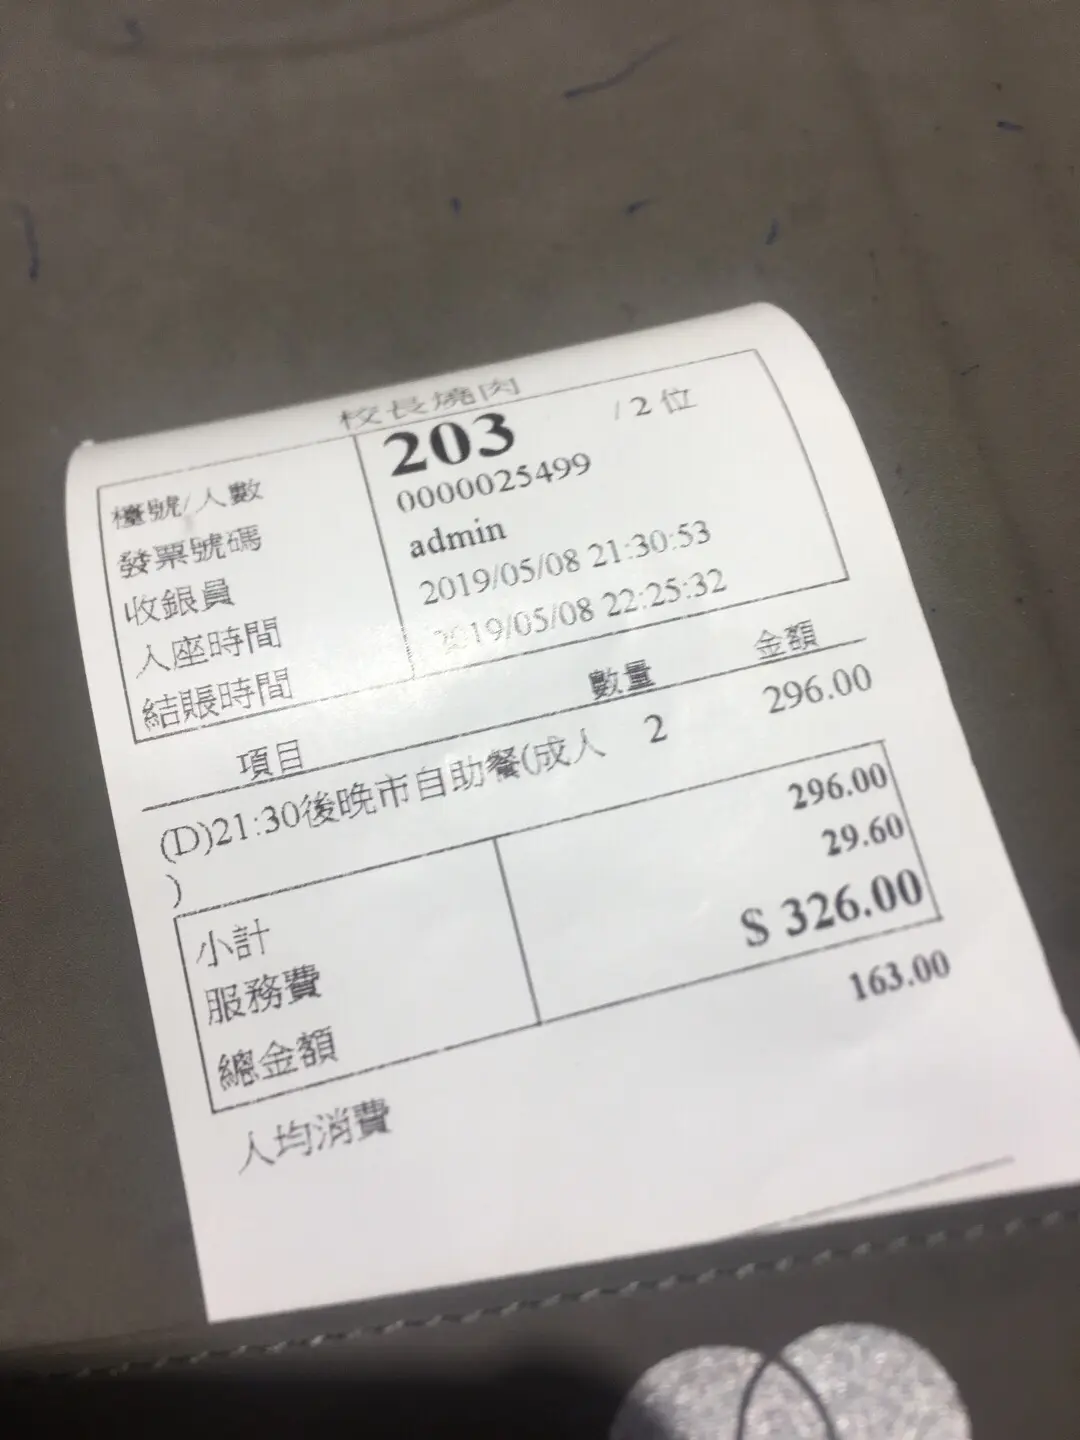 校長燒肉
檯號/人數 203 / 2 位
發票號碼 0000025499
收銀員 admin
入座時間 2019/05/08 21:30:53
結賬時間 2019/05/08 22:25:32
項目 數量 金額
(D)21:30後晚市自助餐(成人 2 296.00
)
小計 296.00
服務費 29.60
總金額 $ 326.00
人均消費 163.00